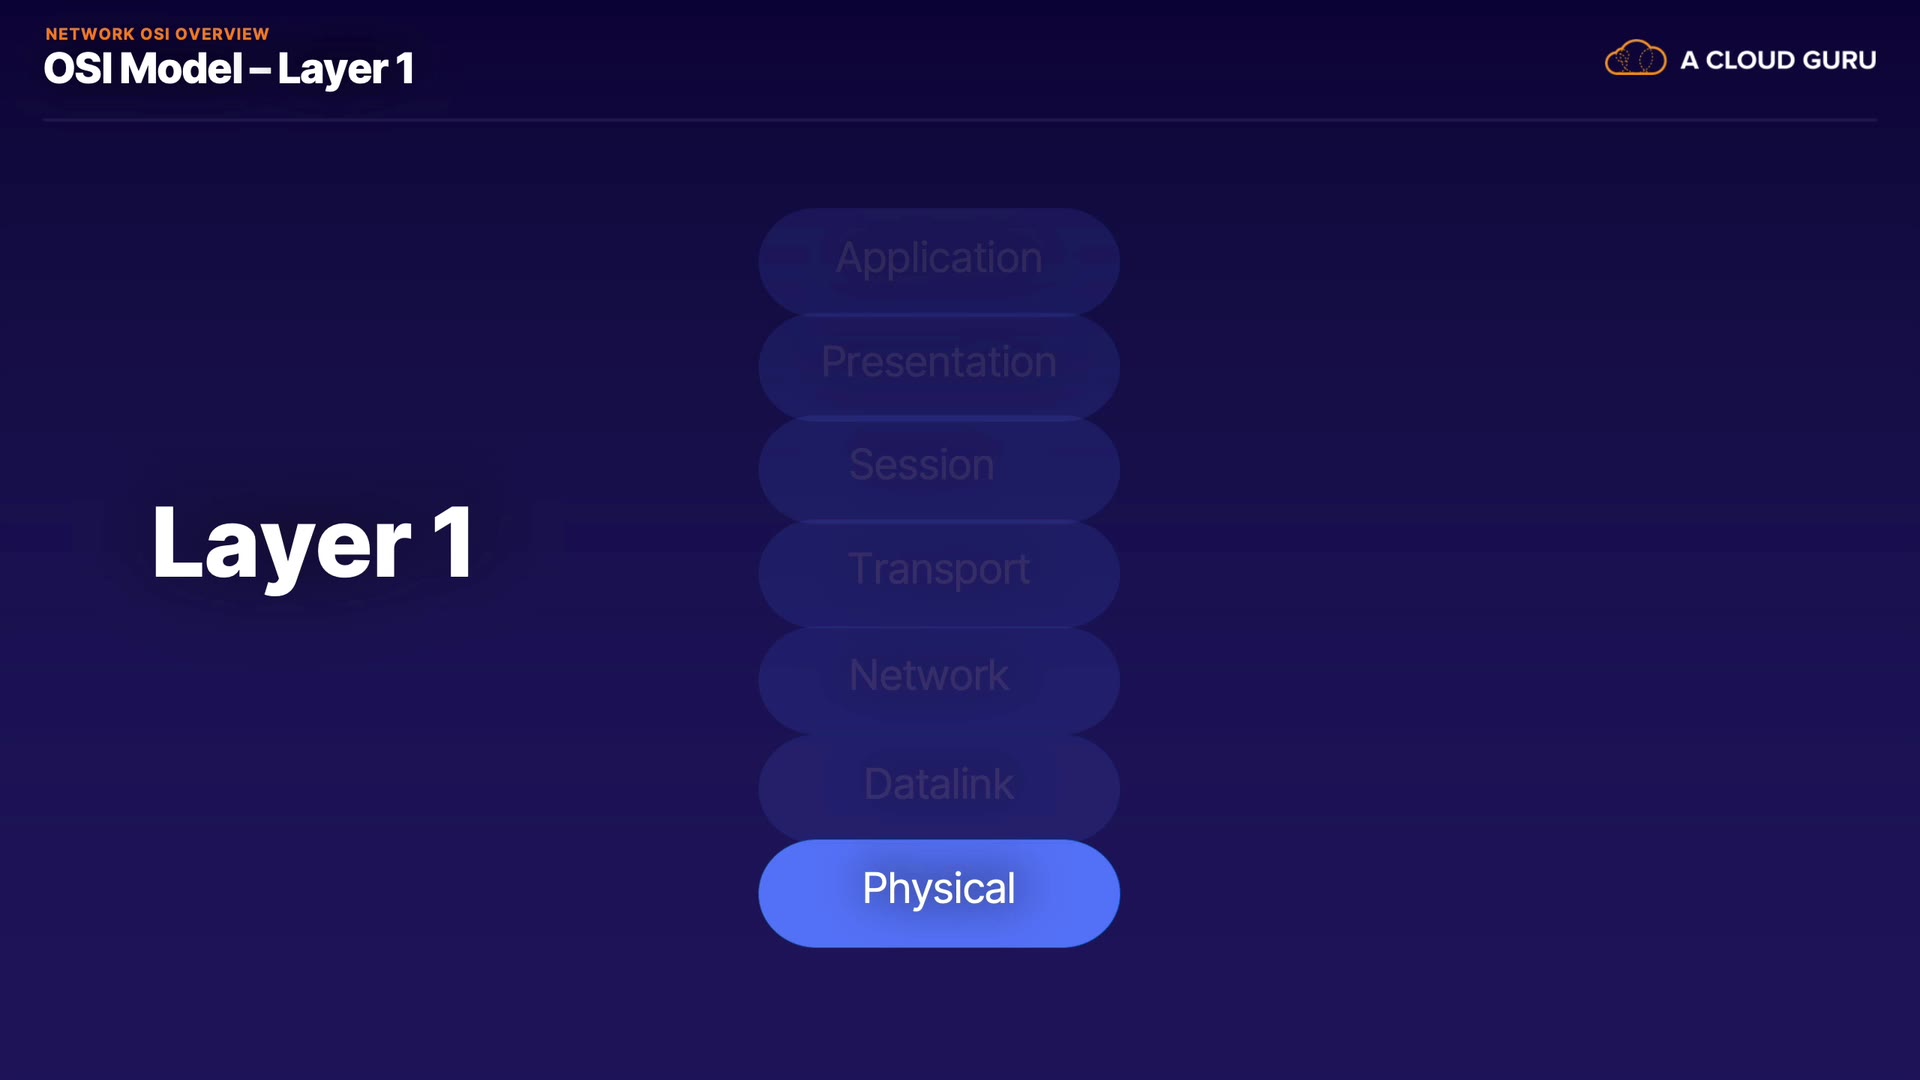 NETWORK OSI OVERVIEW
OSI Model – Layer 1
A CLOUD GURU
Application
Presentation
Session
Transport
Network
Datalink
Physical
Layer 1